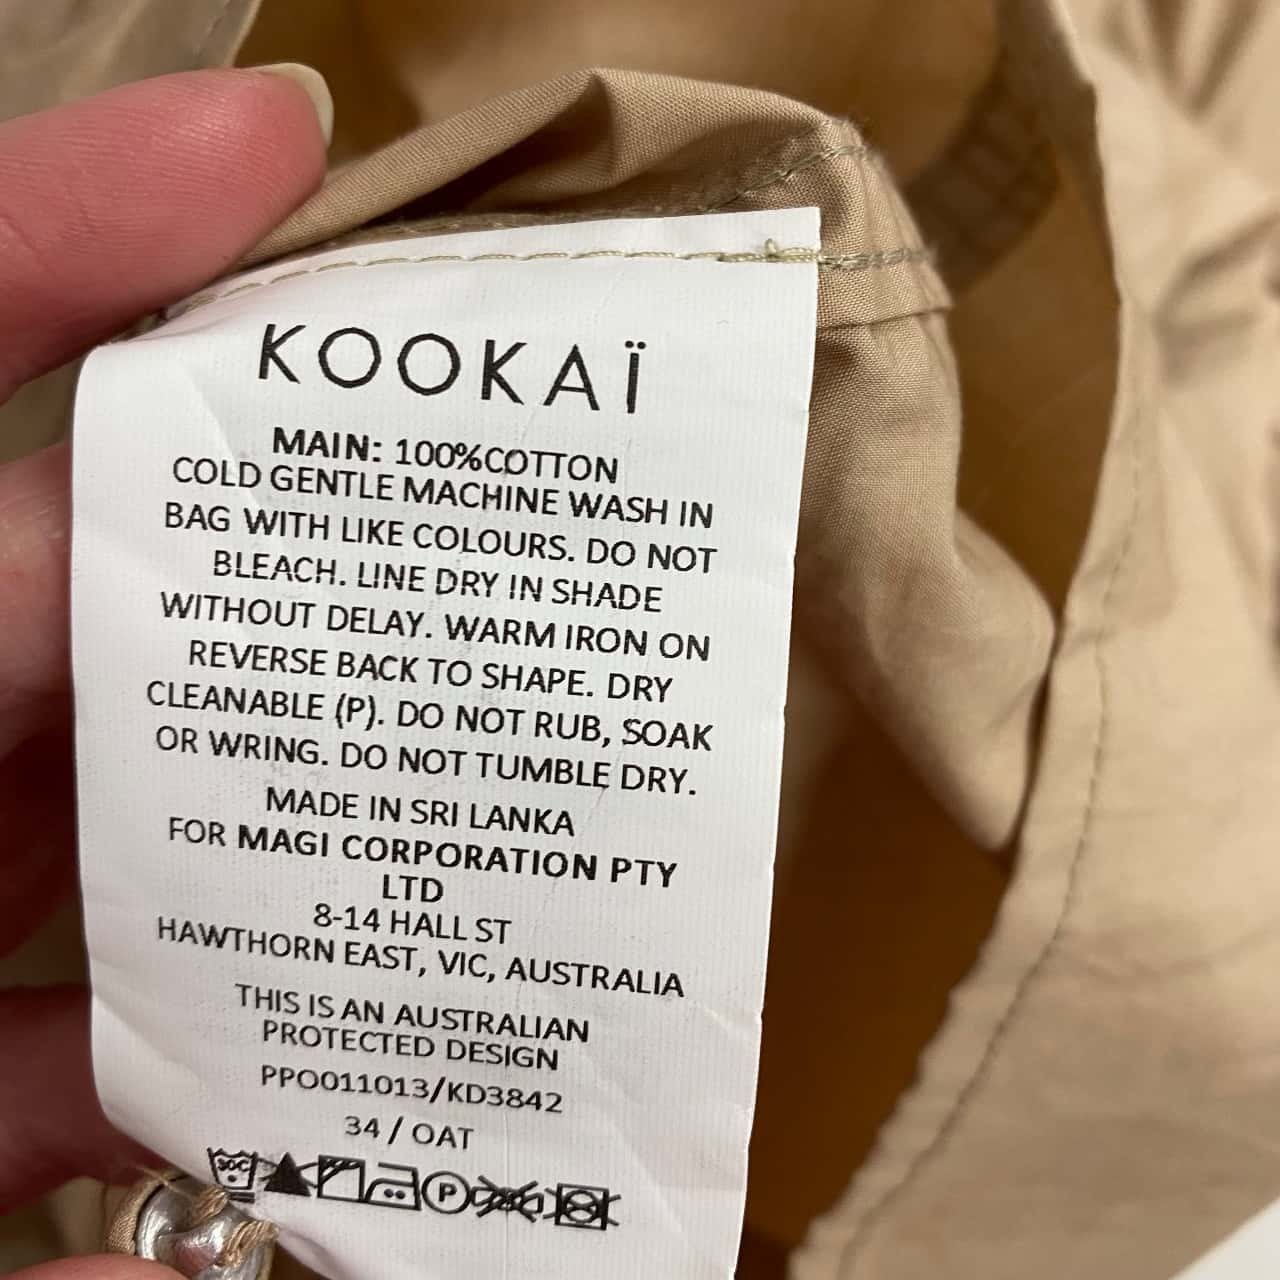 KOOKAÏ
MAIN: 100%COTTON
COLD GENTLE MACHINE WASH IN
BAG WITH LIKE COLOURS. DO NOT
BLEACH. LINE DRY IN SHADE
WITHOUT DELAY. WARM IRON ON
REVERSE BACK TO SHAPE. DRY
CLEANABLE (P). DO NOT RUB, SOAK
OR WRING. DO NOT TUMBLE DRY.
MADE IN SRI LANKA
FOR MAGI CORPORATION PTY
LTD
8-14 HALL ST
HAWTHORN EAST, VIC, AUSTRALIA
THIS IS AN AUSTRALIAN
PROTECTED DESIGN
PPO011013/KD3842
34 / OAT
50C P